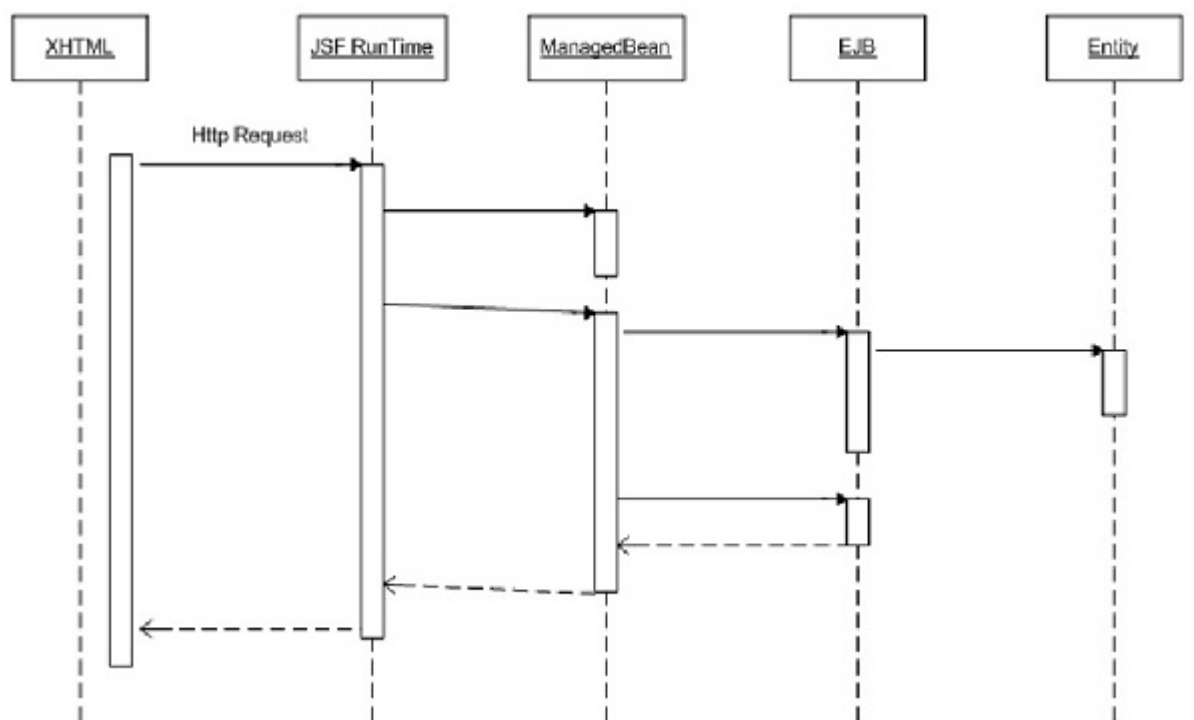 XHTML
JSF RunTime
ManagedBean
EJB
Entity
Http Request